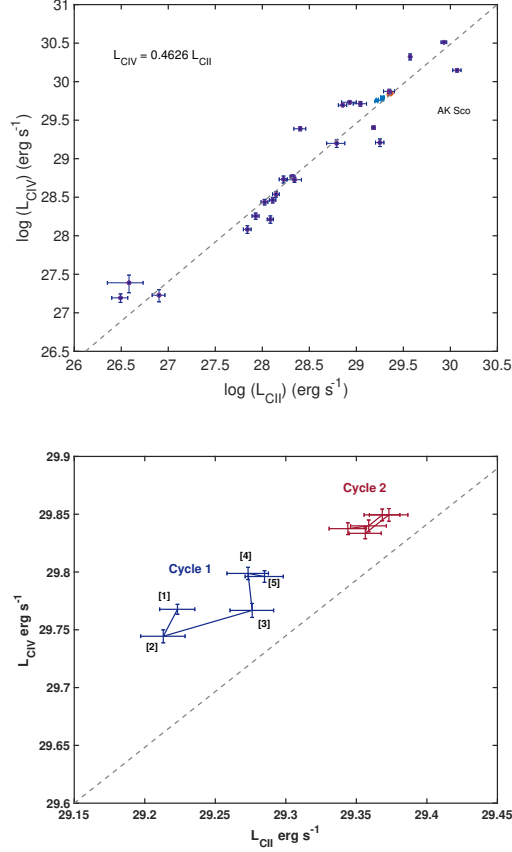 31
30.5
30
29.5
29
28.5
28
27.5
27
26.5
26 26.5 27 27.5 28 28.5 29 29.5 30 30.5
log (L_CIV) (erg s⁻¹)
log (L_CII) (erg s⁻¹)
L_CIV = 0.4626 L_CII
AK Sco
29.9
29.85
29.8
29.75
29.7
29.65
29.6
29.15 29.2 29.25 29.3 29.35 29.4 29.45
L_CIV erg s⁻¹
L_CII erg s⁻¹
Cycle 2
Cycle 1
[4]
[5]
[1]
[3]
[2]